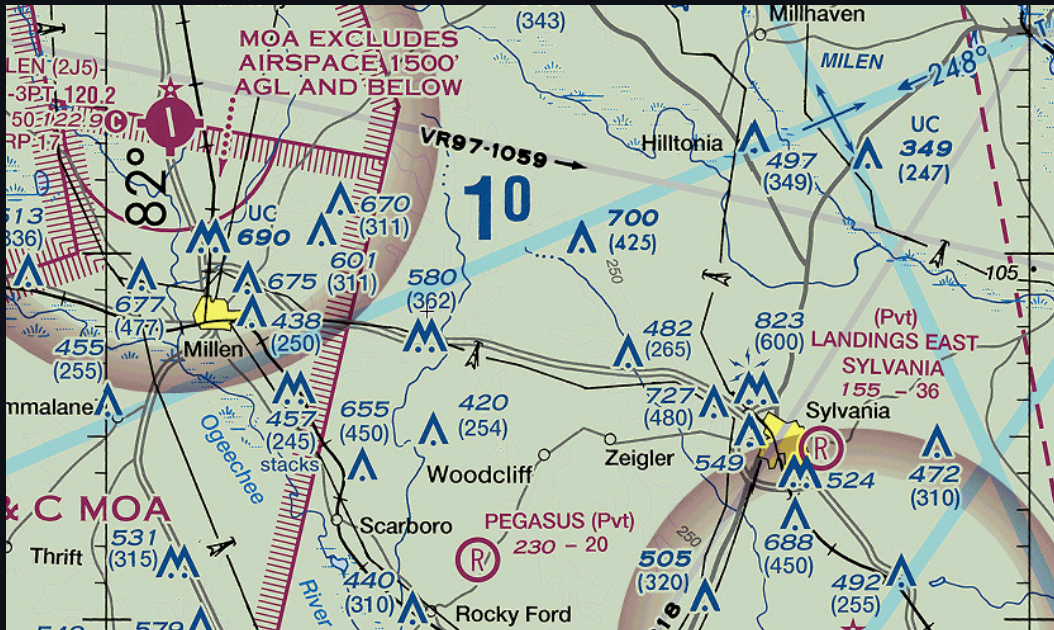 (343)
Millhaven
MOA EXCLUDES
AIRSPACE 1500'
AGL AND BELOW
LEN (2J5)
-3PT 120.2
50 122.9 C
RP 17
MILEN
248°
VR97-1059
Hilltonia
497
(349)
UC
349
(247)
82°
10
670
(311)
UC
690
601
(311)
700
(425)
250
513
336)
675
677
(477)
580
(362)
438
(250)
Millen
105
482
(265)
823
(600)
(Pvt)
LANDINGS EAST
SYLVANIA
155 - 36
455
(255)
mmalane
457
(245)
stacks
655
(450)
420
(254)
727
(480)
Sylvania
R
549
524
472
(310)
Ogeechee
Woodcliff
Zeigler
& C MOA
Scarboro
PEGASUS (Pvt)
230 - 20
R
250
688
(450)
531
(315)
Thrift
505
(320)
492
(255)
440
(310)
River
Rocky Ford
18
579